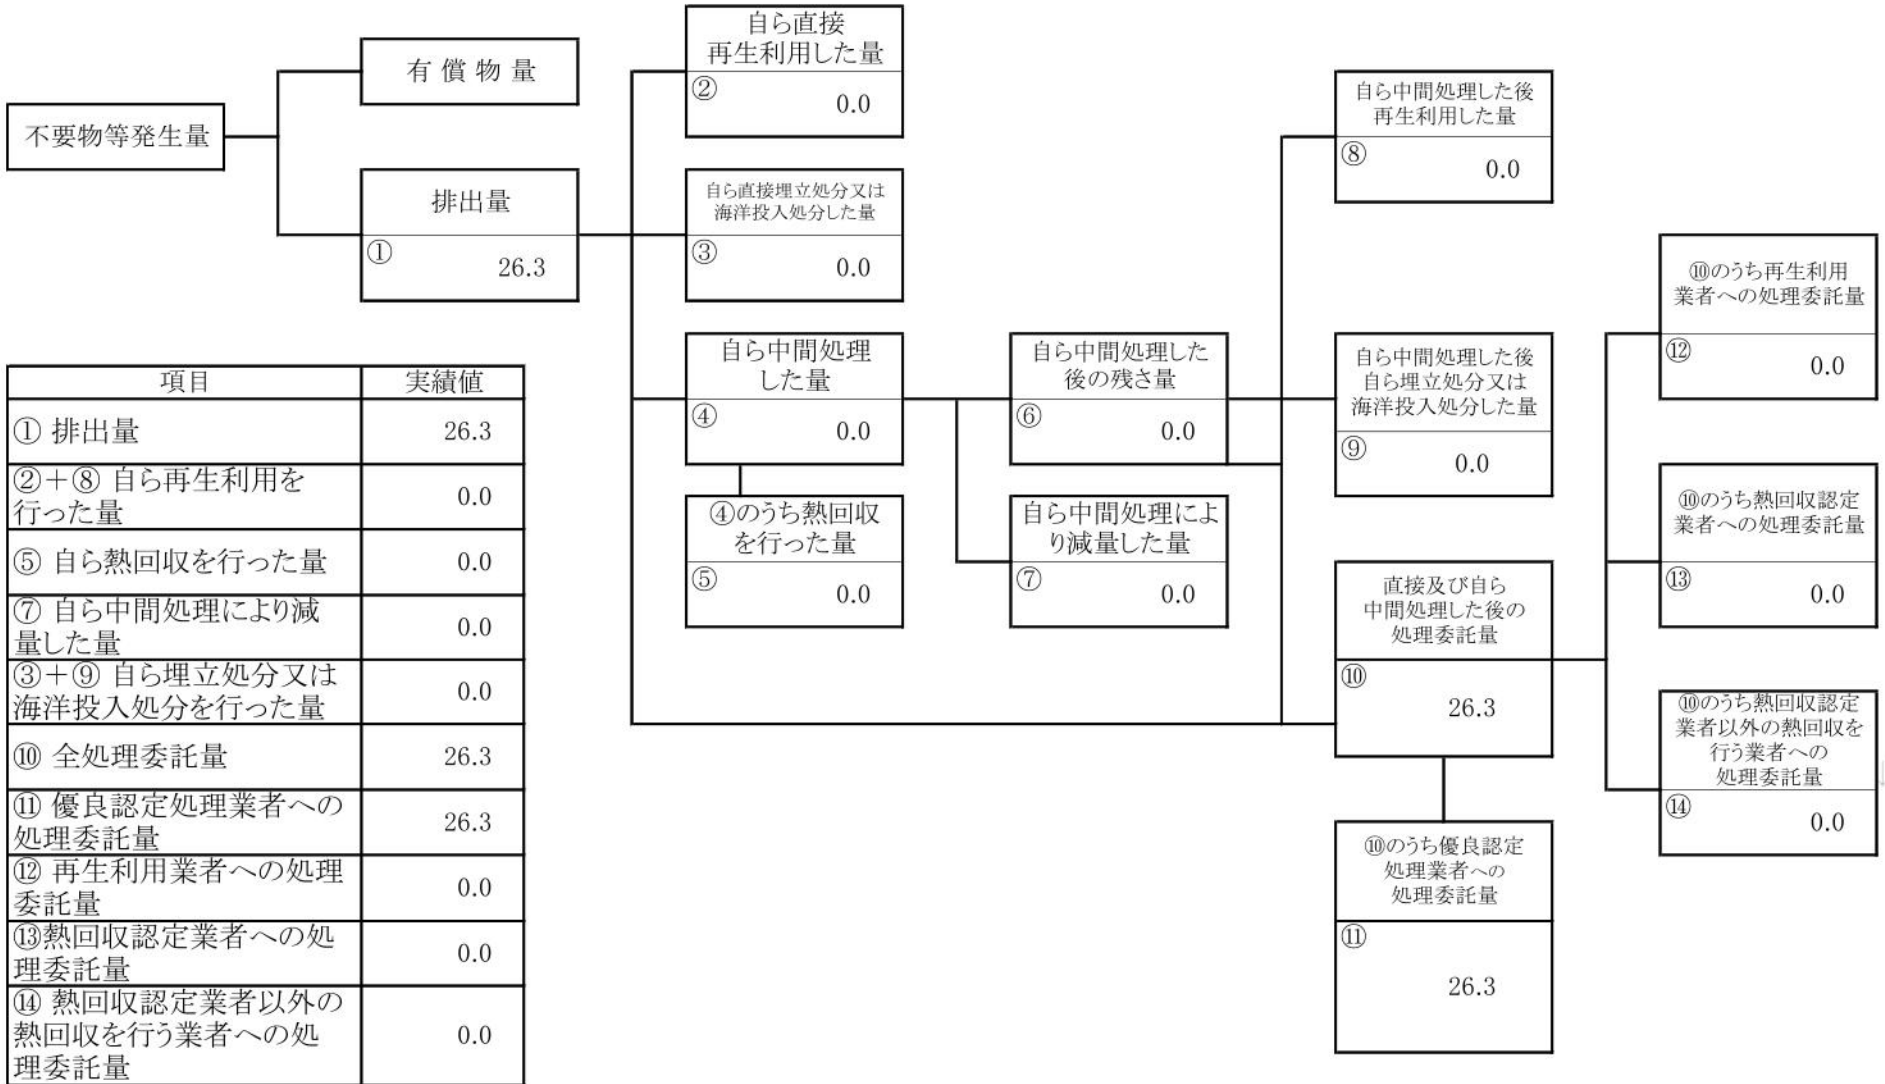 不要物等発生量
有償物量
排出量
①
26.3
自ら直接
再生利用した量
②
0.0
自ら直接埋立処分又は
海洋投入処分した量
③
0.0
自ら中間処理
した量
④
0.0
④のうち熱回収
を行った量
⑤
0.0
自ら中間処理した
後の残さ量
⑥
0.0
自ら中間処理によ
り減量した量
⑦
0.0
自ら中間処理した後
再生利用した量
⑧
0.0
自ら中間処理した後
自ら埋立処分又は
海洋投入処分した量
⑨
0.0
直接及び自ら
中間処理した後の
処理委託量
⑩
26.3
⑩のうち優良認定
処理業者への
処理委託量
⑪
26.3
⑩のうち再生利用
業者への処理委託量
⑫
0.0
⑩のうち熱回収認定
業者への処理委託量
⑬
0.0
⑩のうち熱回収認定
業者以外の熱回収を
行う業者への
処理委託量
⑭
0.0
項目 実績値
① 排出量 26.3
②+⑧ 自ら再生利用を
行った量 0.0
⑤ 自ら熱回収を行った量 0.0
⑦ 自ら中間処理により減
量した量 0.0
③+⑨ 自ら埋立処分又は
海洋投入処分を行った量 0.0
⑩ 全処理委託量 26.3
⑪ 優良認定処理業者への
処理委託量 26.3
⑫ 再生利用業者への処理
委託量 0.0
⑬熱回収認定業者への処
理委託量 0.0
⑭ 熱回収認定業者以外の
熱回収を行う業者への処
理委託量 0.0